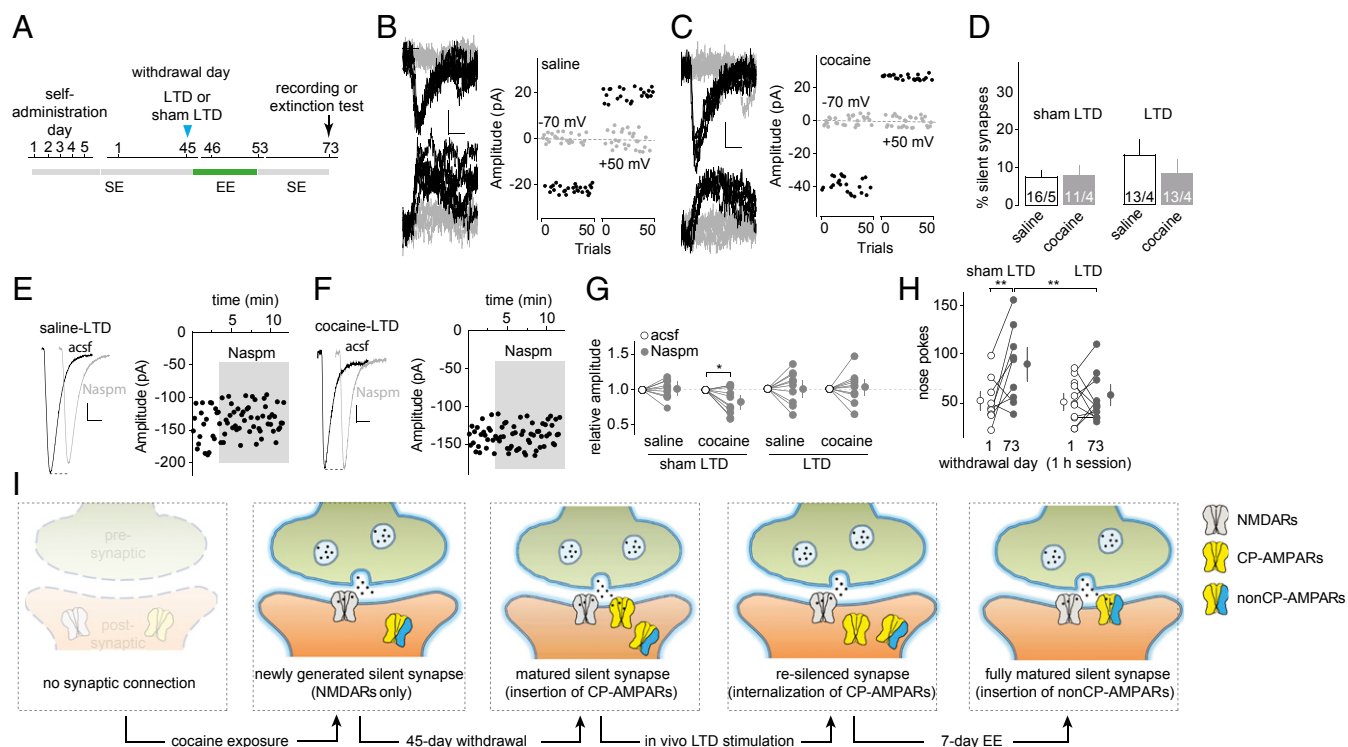 A
withdrawal day
self-
administration
day
LTD or
sham LTD
recording or
extinction test
1 2 3 4 5
1 45 46 53 73
SE EE SE
B
saline
Amplitude (pA)
20
0
-20
-70 mV
+50 mV
0 50 0 50
Trials
C
cocaine
Amplitude (pA)
40
20
0
-20
-40
-70 mV
+50 mV
0 50 0 50
Trials
D
% silent synapses
30
20
10
0
sham LTD LTD
16/5 11/4 13/4 13/4
saline cocaine saline cocaine
E
saline-LTD
acsf
Naspm
time (min)
5 10
Naspm
Amplitude (pA)
0
-50
-100
-150
-200
F
cocaine-LTD
acsf
Naspm
time (min)
5 10
Naspm
Amplitude (pA)
0
-50
-100
-150
G
acsf
Naspm
relative amplitude
1.5
1.0
0.5
*
saline cocaine saline cocaine
sham LTD LTD
H
sham LTD LTD
** **
nose pokes
150
100
50
1 73 1 73
withdrawal day (1 h session)
I
pre-
synaptic
post-
synaptic
no synaptic connection
newly generated silent synapse
(NMDARs only)
matured silent synapse
(insertion of CP-AMPARs)
re-silenced synapse
(internalization of CP-AMPARs)
fully matured silent synapse
(insertion of nonCP-AMPARs)
NMDARs
CP-AMPARs
nonCP-AMPARs
cocaine exposure
45-day withdrawal
in vivo LTD stimulation
7-day EE